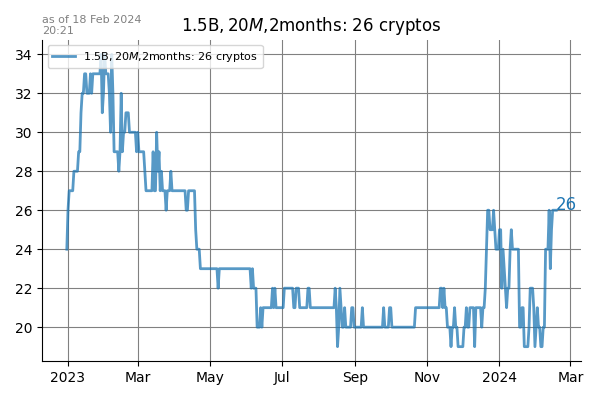 as of 18 Feb 2024
20:21
1.5B, 20M,2months: 26 cryptos
1.5B, 20M,2months: 26 cryptos
34
32
30
28
26
26
24
22
20
2023
Mar
May
Jul
Sep
Nov
2024
Mar